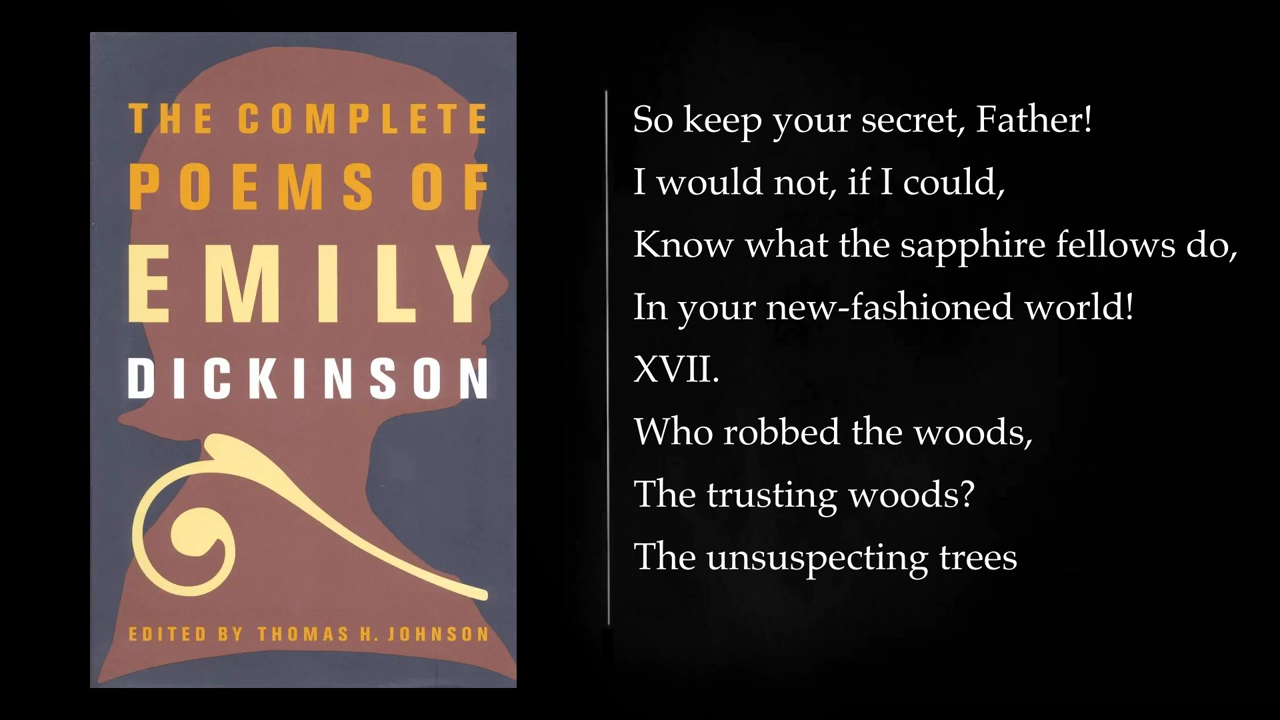 THE COMPLETE
POEMS OF
EMILY
DICKINSON
EDITED BY THOMAS H. JOHNSON
So keep your secret, Father!
I would not, if I could,
Know what the sapphire fellows do,
In your new-fashioned world!
XVII.
Who robbed the woods,
The trusting woods?
The unsuspecting trees